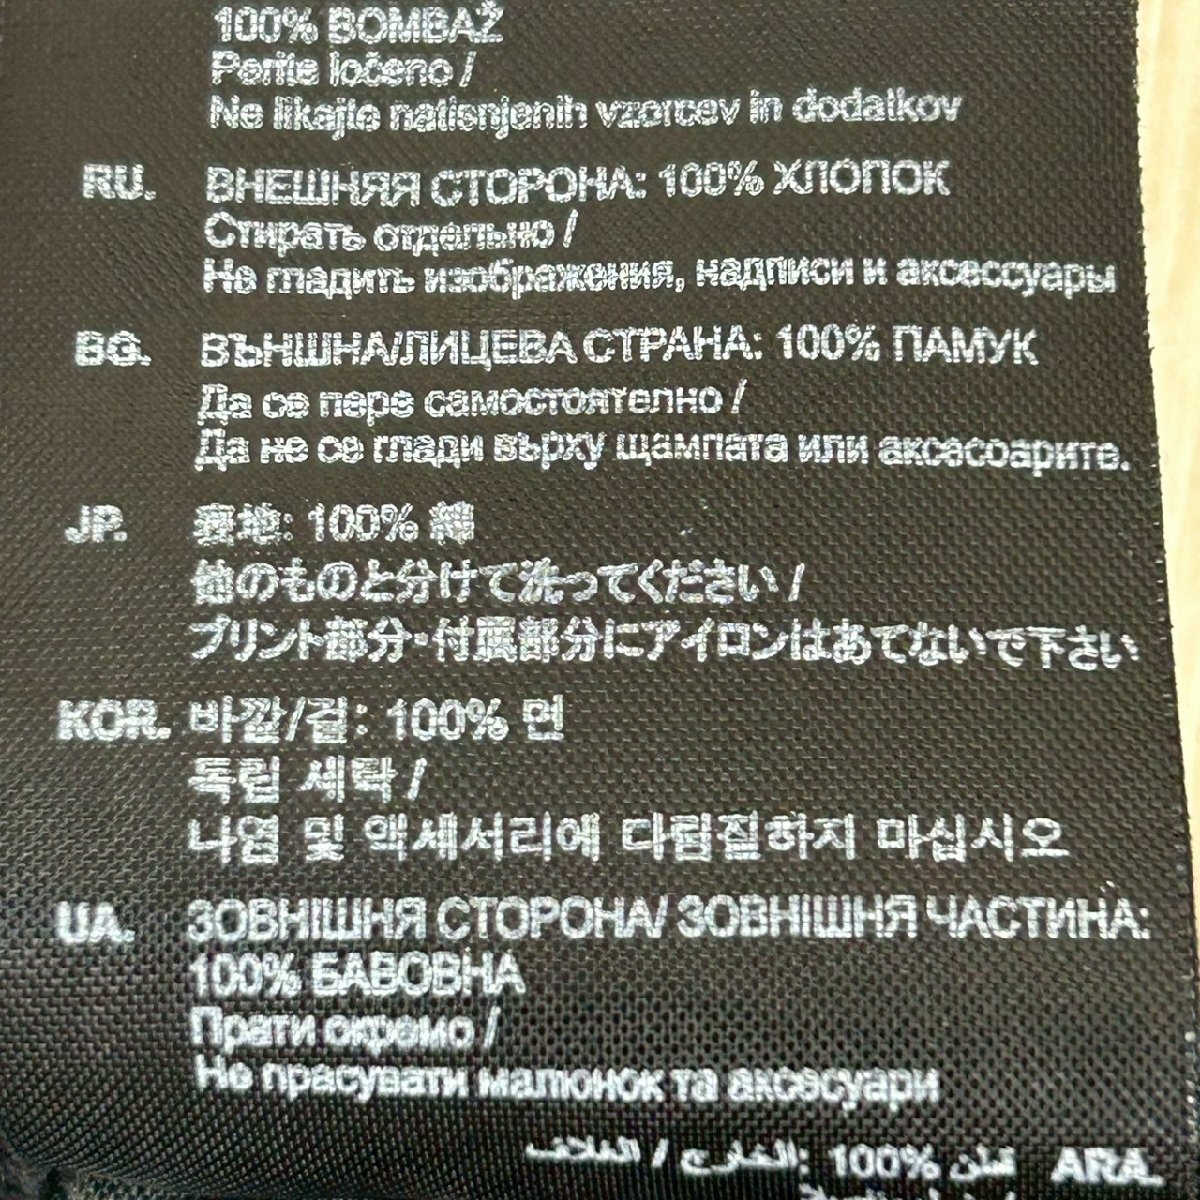 100% BOMBAŽ
Perite ločeno /
Ne likajte natisnjenih vzorcev in dodatkov
RU. ВНЕШНЯЯ СТОРОНА: 100% ХЛОПОК
Стирать отдельно /
Не гладить изображения, надписи и аксессуары
BG. ВЪНШНА/ЛИЦЕВА СТРАНА: 100% ПАМУК
Да се пере самостоятелно /
Да не се глади върху щампата или аксесоарите.
JP. 表地: 100% 綿
他のものと分けて洗ってください /
プリント部分・付属部分にアイロンはあてないで下さい
KOR. 바깥/겉: 100% 면
독립 세탁 /
나염 및 액세서리에 다림질하지 마십시오
UA. ЗОВНІШНЯ СТОРОНА/ ЗОВНІШНЯ ЧАСТИНА:
100% БАВОВНА
Прати окремо /
Не прасувати малюнок та аксесуари
ARA. قطن 100% :الخارج / الغلاف